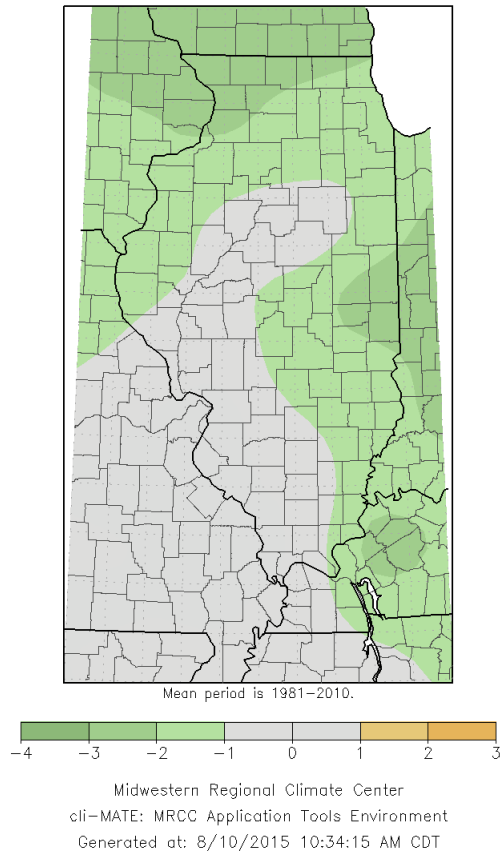 Mean period is 1981-2010.
-4 -3 -2 -1 0 1 2 3
Midwestern Regional Climate Center
cli-MATE: MRCC Application Tools Environment
Generated at: 8/10/2015 10:34:15 AM CDT